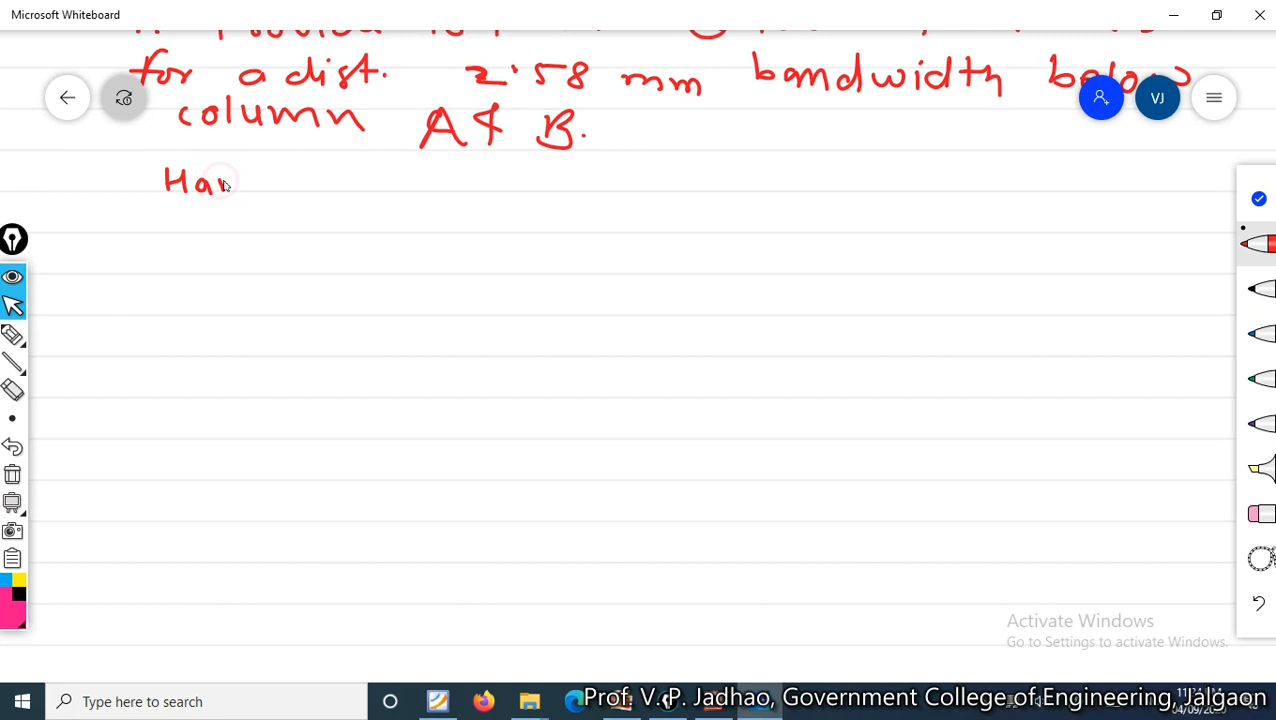 Microsoft Whiteboard
for a dist. 2.58 mm bandwidth below
column A & B.
Hav
VJ
Activate Windows
Go to Settings to activate Windows.
Type here to search
Prof. V. P. Jadhao, Government College of Engineering, Jalgaon